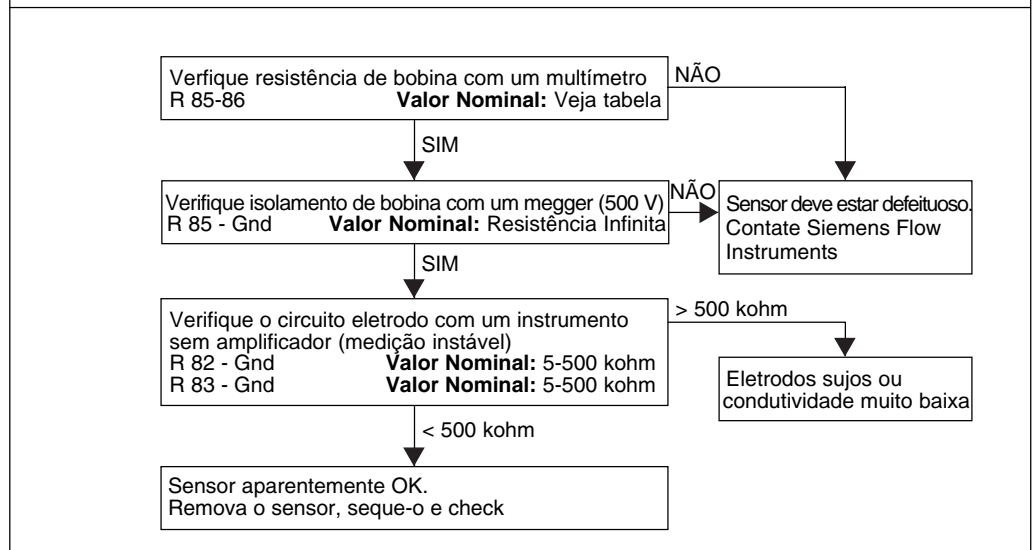 Verfique resistência de bobina com um multímetro
R 85-86 Valor Nominal: Veja tabela
NÃO
SIM
Verifique isolamento de bobina com um megger (500 V)
R 85 - Gnd Valor Nominal: Resistência Infinita
NÃO
Sensor deve estar defeituoso.
Contate Siemens Flow
Instruments
SIM
Verifique o circuito eletrodo com um instrumento
sem amplificador (medição instável)
R 82 - Gnd Valor Nominal: 5-500 kohm
R 83 - Gnd Valor Nominal: 5-500 kohm
> 500 kohm
Eletrodos sujos ou
condutividade muito baixa
< 500 kohm
Sensor aparentemente OK.
Remova o sensor, seque-o e check